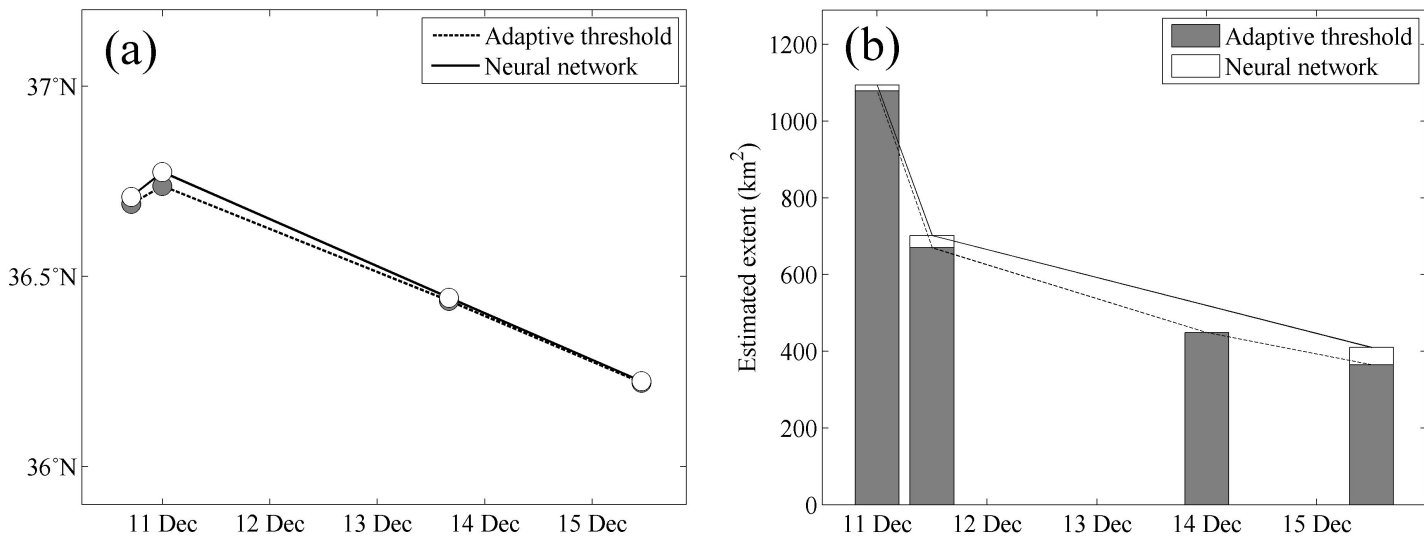 (a)
Adaptive threshold
Neural network
37°N
36.5°N
36°N
11 Dec 12 Dec 13 Dec 14 Dec 15 Dec
(b)
Adaptive threshold
Neural network
Estimated extent (km²)
1200
1000
800
600
400
200
0
11 Dec 12 Dec 13 Dec 14 Dec 15 Dec